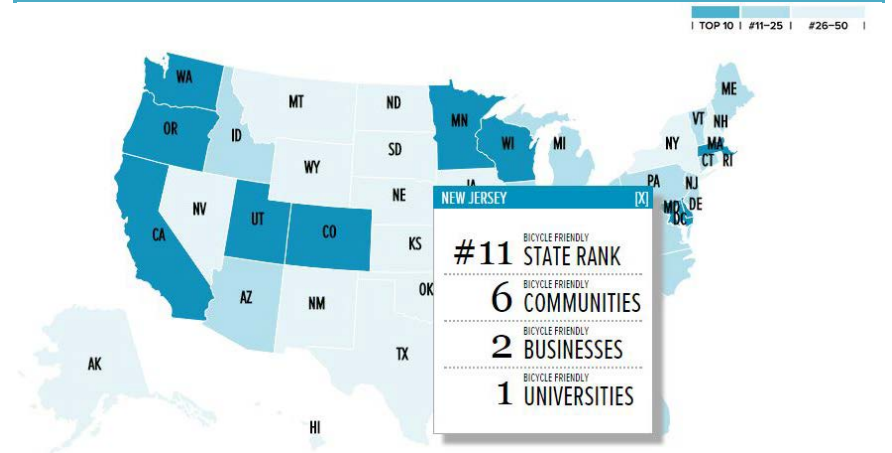 TOP 10 #11–25 #26–50
WA
MT
ND
MN
ME
OR
ID
SD
WI
MI
VT NH
NY
MA
WY
CT RI
IA
NV
NE
PA
NJ
UT
CO
CA
KS
MD DE
DC
AZ
NM
OK
TX
AK
HI
NEW JERSEY [X]
BICYCLE FRIENDLY
#11 STATE RANK
BICYCLE FRIENDLY
6 COMMUNITIES
BICYCLE FRIENDLY
2 BUSINESSES
BICYCLE FRIENDLY
1 UNIVERSITIES